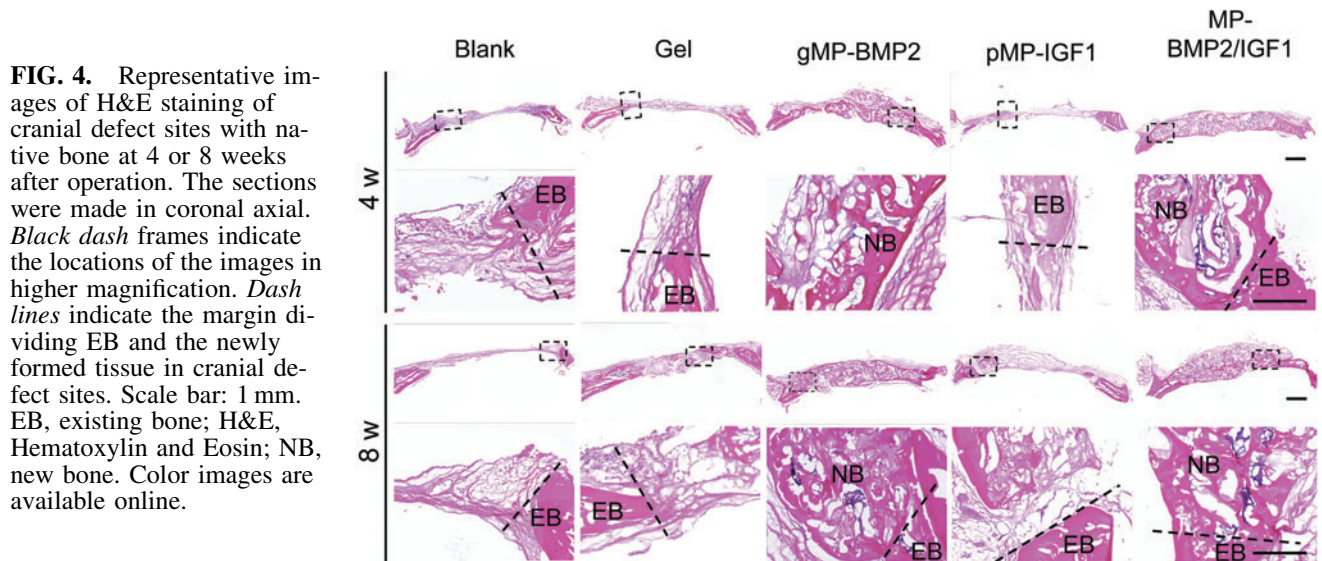 FIG. 4. Representative im-
ages of H&E staining of
cranial defect sites with na-
tive bone at 4 or 8 weeks
after operation. The sections
were made in coronal axial.
Black dash frames indicate
the locations of the images in
higher magnification. Dash
lines indicate the margin di-
viding EB and the newly
formed tissue in cranial de-
fect sites. Scale bar: 1 mm.
EB, existing bone; H&E,
Hematoxylin and Eosin; NB,
new bone. Color images are
available online.
Blank Gel gMP-BMP2 pMP-IGF1 MP-
BMP2/IGF1
4 w
EB EB NB EB NB EB
8 w
EB EB NB EB EB NB EB